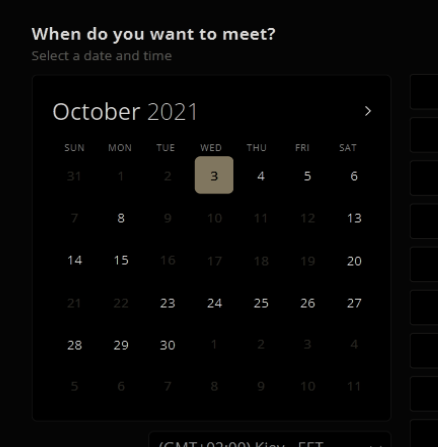 When do you want to meet?
Select a date and time
October 2021
SUN MON TUE WED THU FRI SAT
31 1 2 3 4 5 6
7 8 9 10 11 12 13
14 15 16 17 18 19 20
21 22 23 24 25 26 27
28 29 30 1 2 3 4
5 6 7 8 9 10 11
(GMT+02:00) Kiev - EET